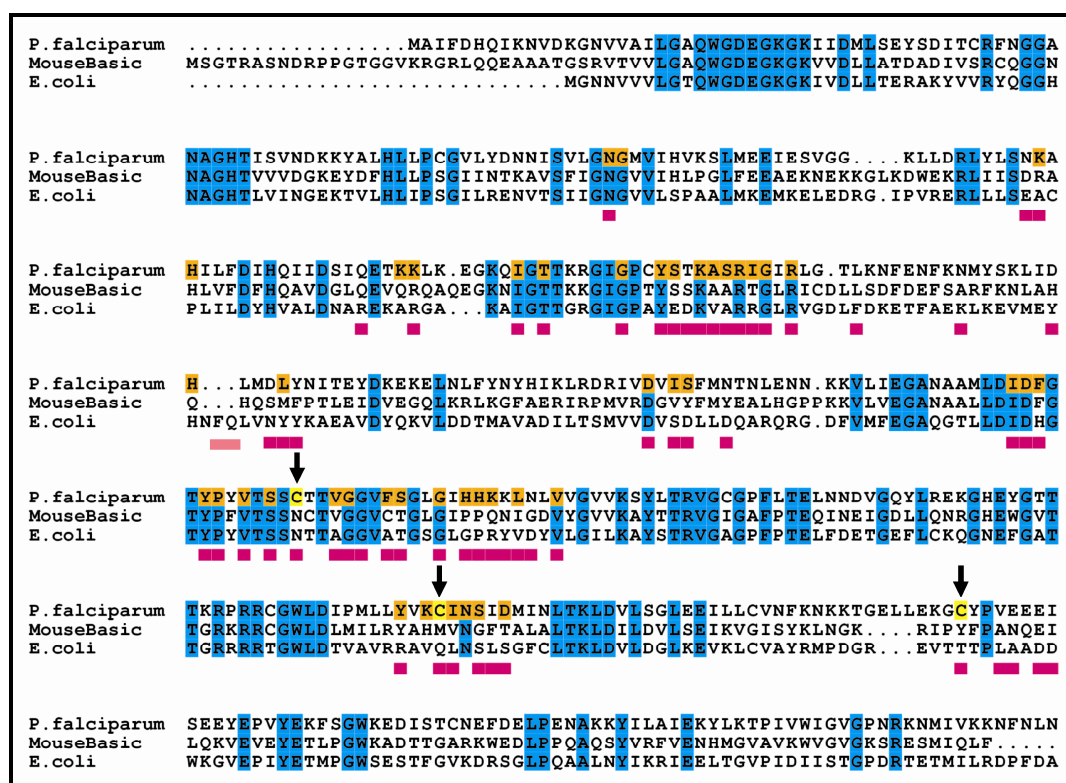 P.falciparum ..................MAIFDHQIKNVDKGNVVAILGAQWGDEGKGKIIDMLSEYSDITCRFNGGA
MouseBasic MSGTRASNDRPPGTGGVKRGRLQQEAAATGSRVTVVLGAQWGDEGKGKVVDLLATDADIVSRCQGGN
E.coli ..............................MGNNVVVLGTQWGDEGKGKIVDLLTERAKYVVRYQGGH
P.falciparum NAGHTISVNDKKYALHLLPCGVLYDNNISVLGNGMVIHVKSLMEEIESVGG....KLLDRLYLSNKA
MouseBasic NAGHTVVVDGKEYDFHLLPSGIINTKAVSFIGNGVVIHLPGLFEEAEKNEKKGLKDWEKRLIISDRA
E.coli NAGHTLVINGEKTVLHLIPSGILRENVTSIIGNGVVLSPAALMKEMKELEDRG.IPVRERLLLSEAC
P.falciparum HILFDIHQIIDSIQETKKLK.EGKQIGTTKRGIGPCYSTKASRIGIRLG.TLKNFENFKNMYSKLID
MouseBasic HLVFDFHQAVDGLQEVQRQAQEGKNIGTTKKGIGPTYSSKAARTGLRICDLLSDFDEFSARFKNLAH
E.coli PLILDYHVALDNAREKARGA...KAIGTTGRGIGPAYEDKVARRGLRVGDLFDKETFAEKLKEVMEY
P.falciparum H...LMDLYNITEYDKEKELNLFYNYHIKLRDRIVDVISFMNTNLENN.KKVLIEGANAAMLDIDFG
MouseBasic Q...HQSMFPTLEIDVEGQLKRLKGFAERIRPMVRDGVYFMYEALHGPPKKVLVEGANAALLDIDFG
E.coli HNFQLVNYYKAEAVDYQKVLDDTMAVADILTSMVVDVSDLLDQARQRG.DFVMFEGAQGTLLDIDHG
P.falciparum TYPYVTSSCTTVGGVFSGLGIHHKKLNLVVGVVKSYLTRVGCGPFLTELNNDVGQYLREKGHEYGTT
MouseBasic TYPFVTSSNCTVGGVCTGLGIPPQNIGDVYGVVKAYTTRVGIGAFPTEQINEIGDLLQNRGHEWGVT
E.coli TYPYVTSSNTTAGGVATGSGLGPRYVDYVLGILKAYSTRVGAGPFPTELFDETGEFLCKQGNEFGAT
P.falciparum TKRPRRCGWLDIPMLLYVKCINSIDMINLTKLDVLSGLEEILLCVNFKNKKTGELLEKGCYPVEEEI
MouseBasic TGRKRRCGWLDLMILRYAHMVNGFTALALTKLDILDVLSEIKVGISYKLNGK....RIPYFPANQEI
E.coli TGRRRRTGWLDTVAVRRAVQLNSLSGFCLTKLDVLDGLKEVKLCVAYRMPDGR...EVTTTPLAADD
P.falciparum SEEYEPVYEKFSGWKEDISTCNEFDELPENAKKYILAIEKYLKTPIVWIGVGPNRKNMIVKKNFNLN
MouseBasic LQKVEVEYETLPGWKADTTGARKWEDLPPQAQSYVRFVENHMGVAVKWVGVGKSRESMIQLF.....
E.coli WKGVEPIYETMPGWSESTFGVKDRSGLPQAALNYIKRIEELTGVPIDIISTGPDRTETMILRDPFDA